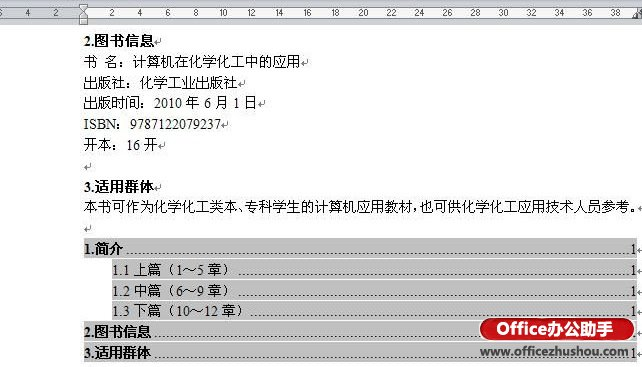 6 4 2 2 4 6 8 10 12 14 16 18 20 22 24 26 28 30 32 34 36 38
2.图书信息
书 名：计算机在化学化工中的应用
出版社：化学工业出版社
出版时间：2010 年 6 月 1 日
ISBN：9787122079237
开本：16 开
3.适用群体
本书可作为化学化工类本、专科学生的计算机应用教材，也可供化学化工应用技术人员参考。
1.简介 1
1.1 上篇（1～5 章） 1
1.2 中篇（6～9 章） 1
1.3 下篇（10～12 章） 1
2.图书信息
3.适用群体 1
Office办公助手
www.officezhushou.com